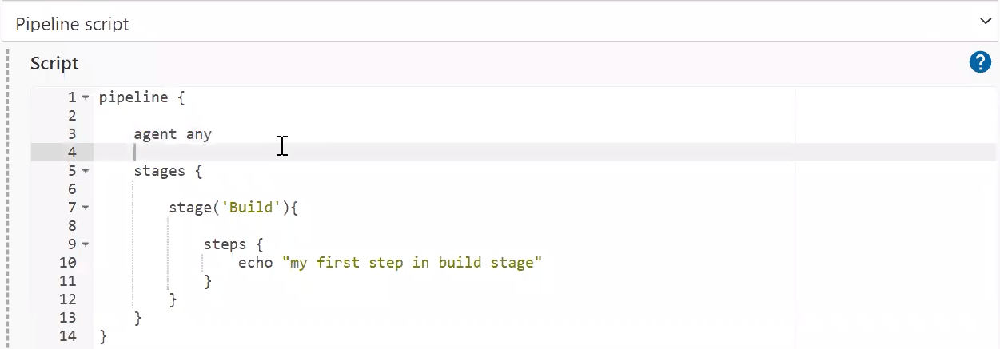 Pipeline script
Script
?
1 pipeline {
2
3     agent any
4
5     stages {
6
7         stage('Build'){
8
9             steps {
10                 echo "my first step in build stage"
11             }
12         }
13     }
14 }